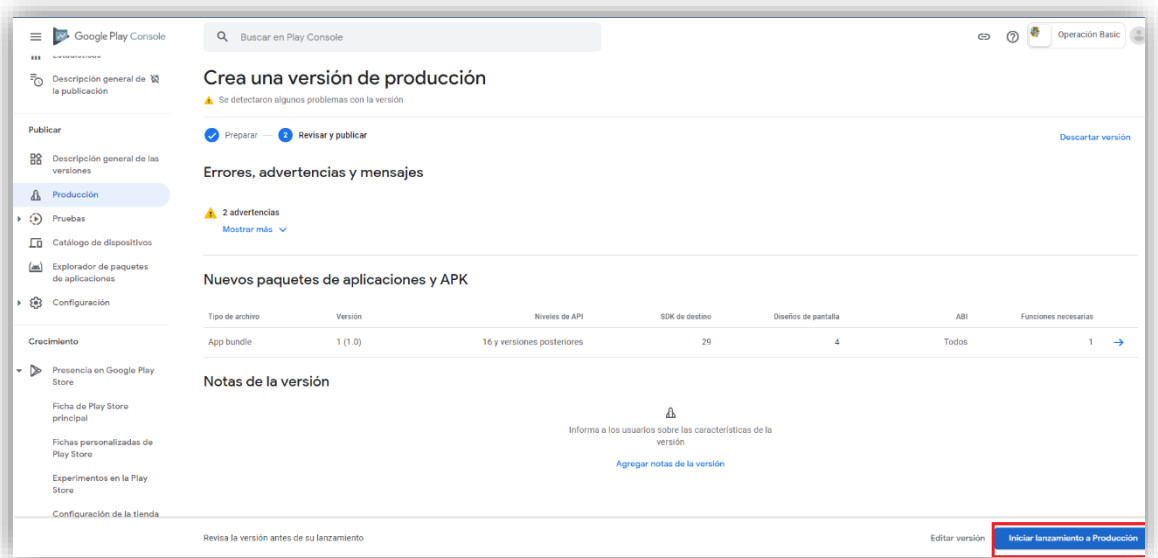 Google Play Console
Buscar en Play Console
Operación Basic
Estadísticas
Descripción general de
la publicación
Publicar
Descripción general de las
versiones
Producción
Pruebas
Catálogo de dispositivos
Explorador de paquetes
de aplicaciones
Configuración
Crecimiento
Presencia en Google Play
Store
Ficha de Play Store
principal
Fichas personalizadas de
Play Store
Experimentos en la Play
Store
Configuración de la tienda
Crea una versión de producción
Se detectaron algunos problemas con la versión
Preparar — 2 Revisar y publicar
Descartar versión
Errores, advertencias y mensajes
2 advertencias
Mostrar más
Nuevos paquetes de aplicaciones y APK
Tipo de archivo Versión Niveles de API SDK de destino Diseños de pantalla ABI Funciones necesarias
App bundle 1 (1.0) 16 y versiones posteriores 29 4 Todos 1
Notas de la versión
Informa a los usuarios sobre las características de la
versión
Agregar notas de la versión
Revisa la versión antes de su lanzamiento
Editar versión
Iniciar lanzamiento a Producción